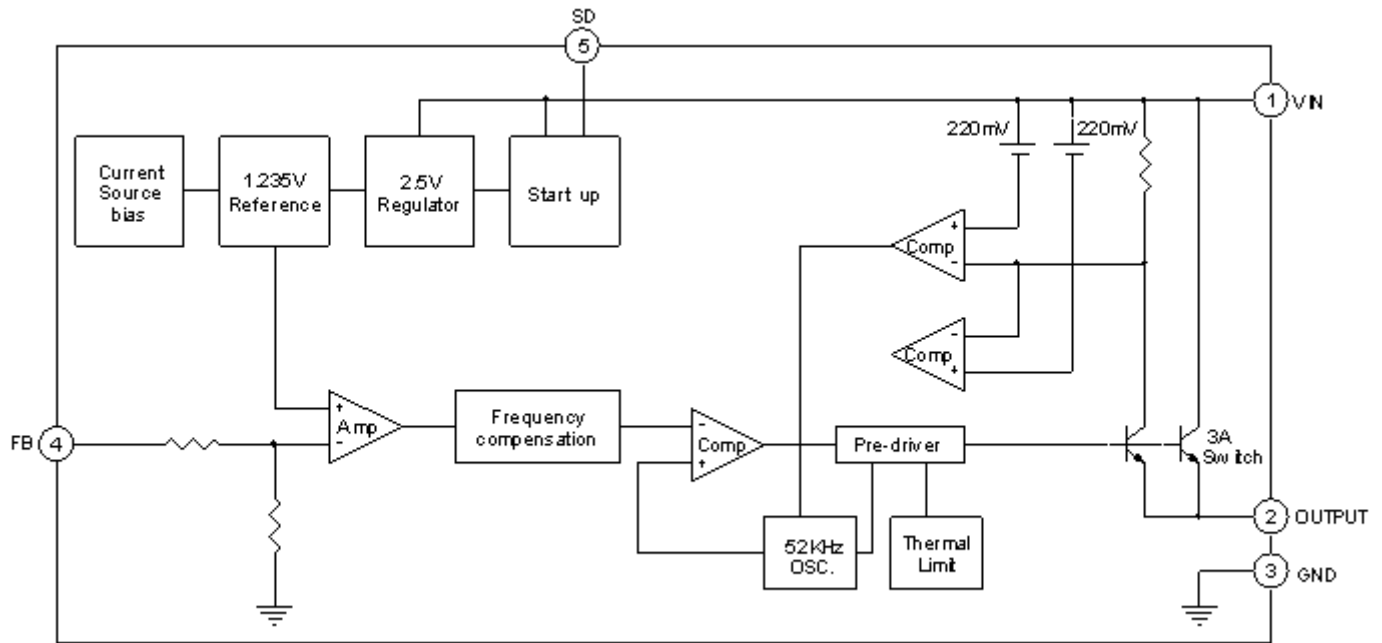 SD
5
1
VIN
220mV
220mV
Current
Source
bias
1.235V
Reference
2.5V
Regulator
Start up
+
Comp
-
-
Comp
+
+
Amp
-
Frequency
compensation
-
Comp
+
Pre-driver
3A
Switch
FB
4
52KHz
OSC.
Thermal
Limit
2
OUTPUT
3
GND